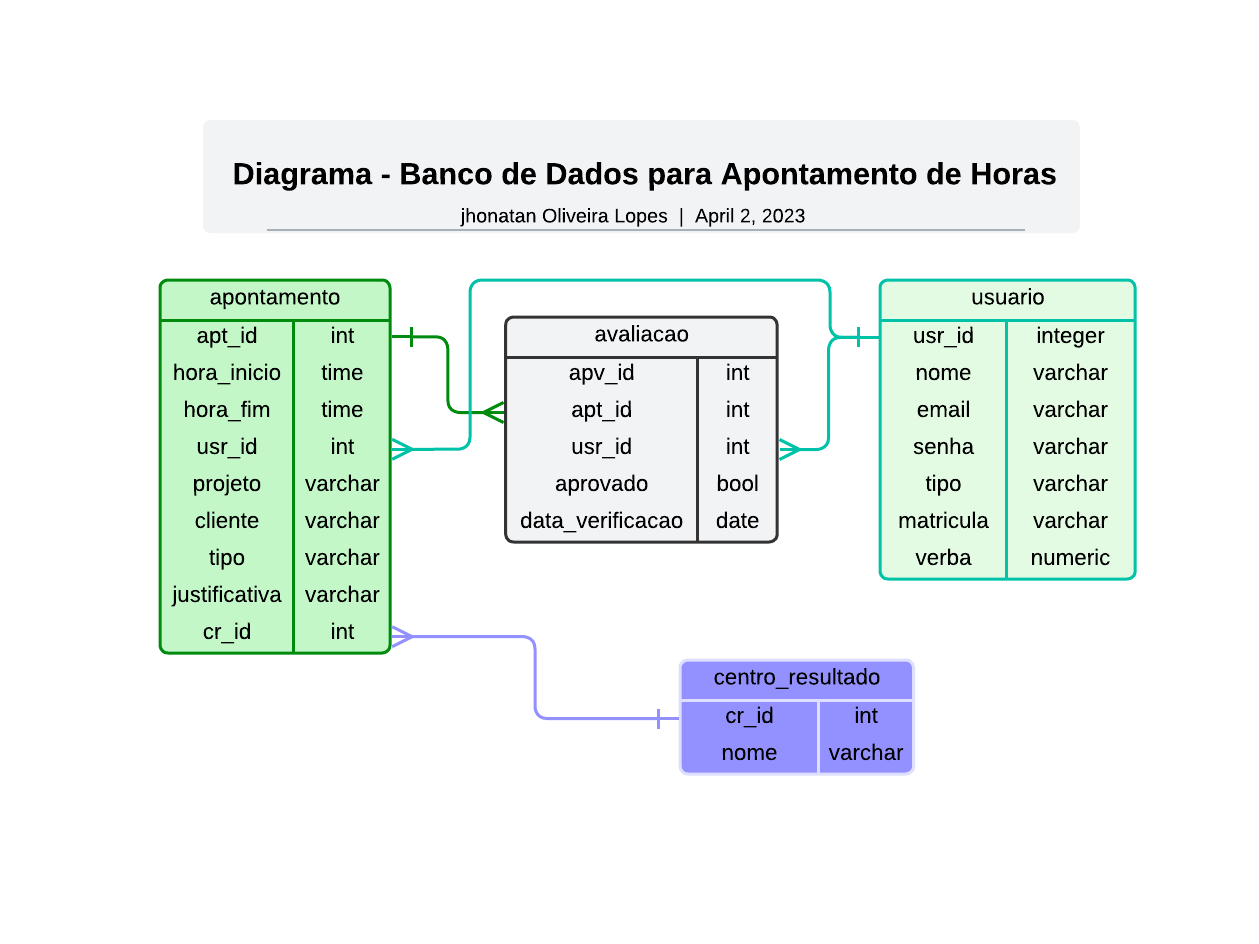 Diagrama - Banco de Dados para Apontamento de Horas
jhonatan Oliveira Lopes | April 2, 2023
apontamento
apt_id int
hora_inicio time
hora_fim time
usr_id int
projeto varchar
cliente varchar
tipo varchar
justificativa varchar
cr_id int
avaliacao
apv_id int
apt_id int
usr_id int
aprovado bool
data_verificacao date
usuario
usr_id integer
nome varchar
email varchar
senha varchar
tipo varchar
matricula varchar
verba numeric
centro_resultado
cr_id int
nome varchar